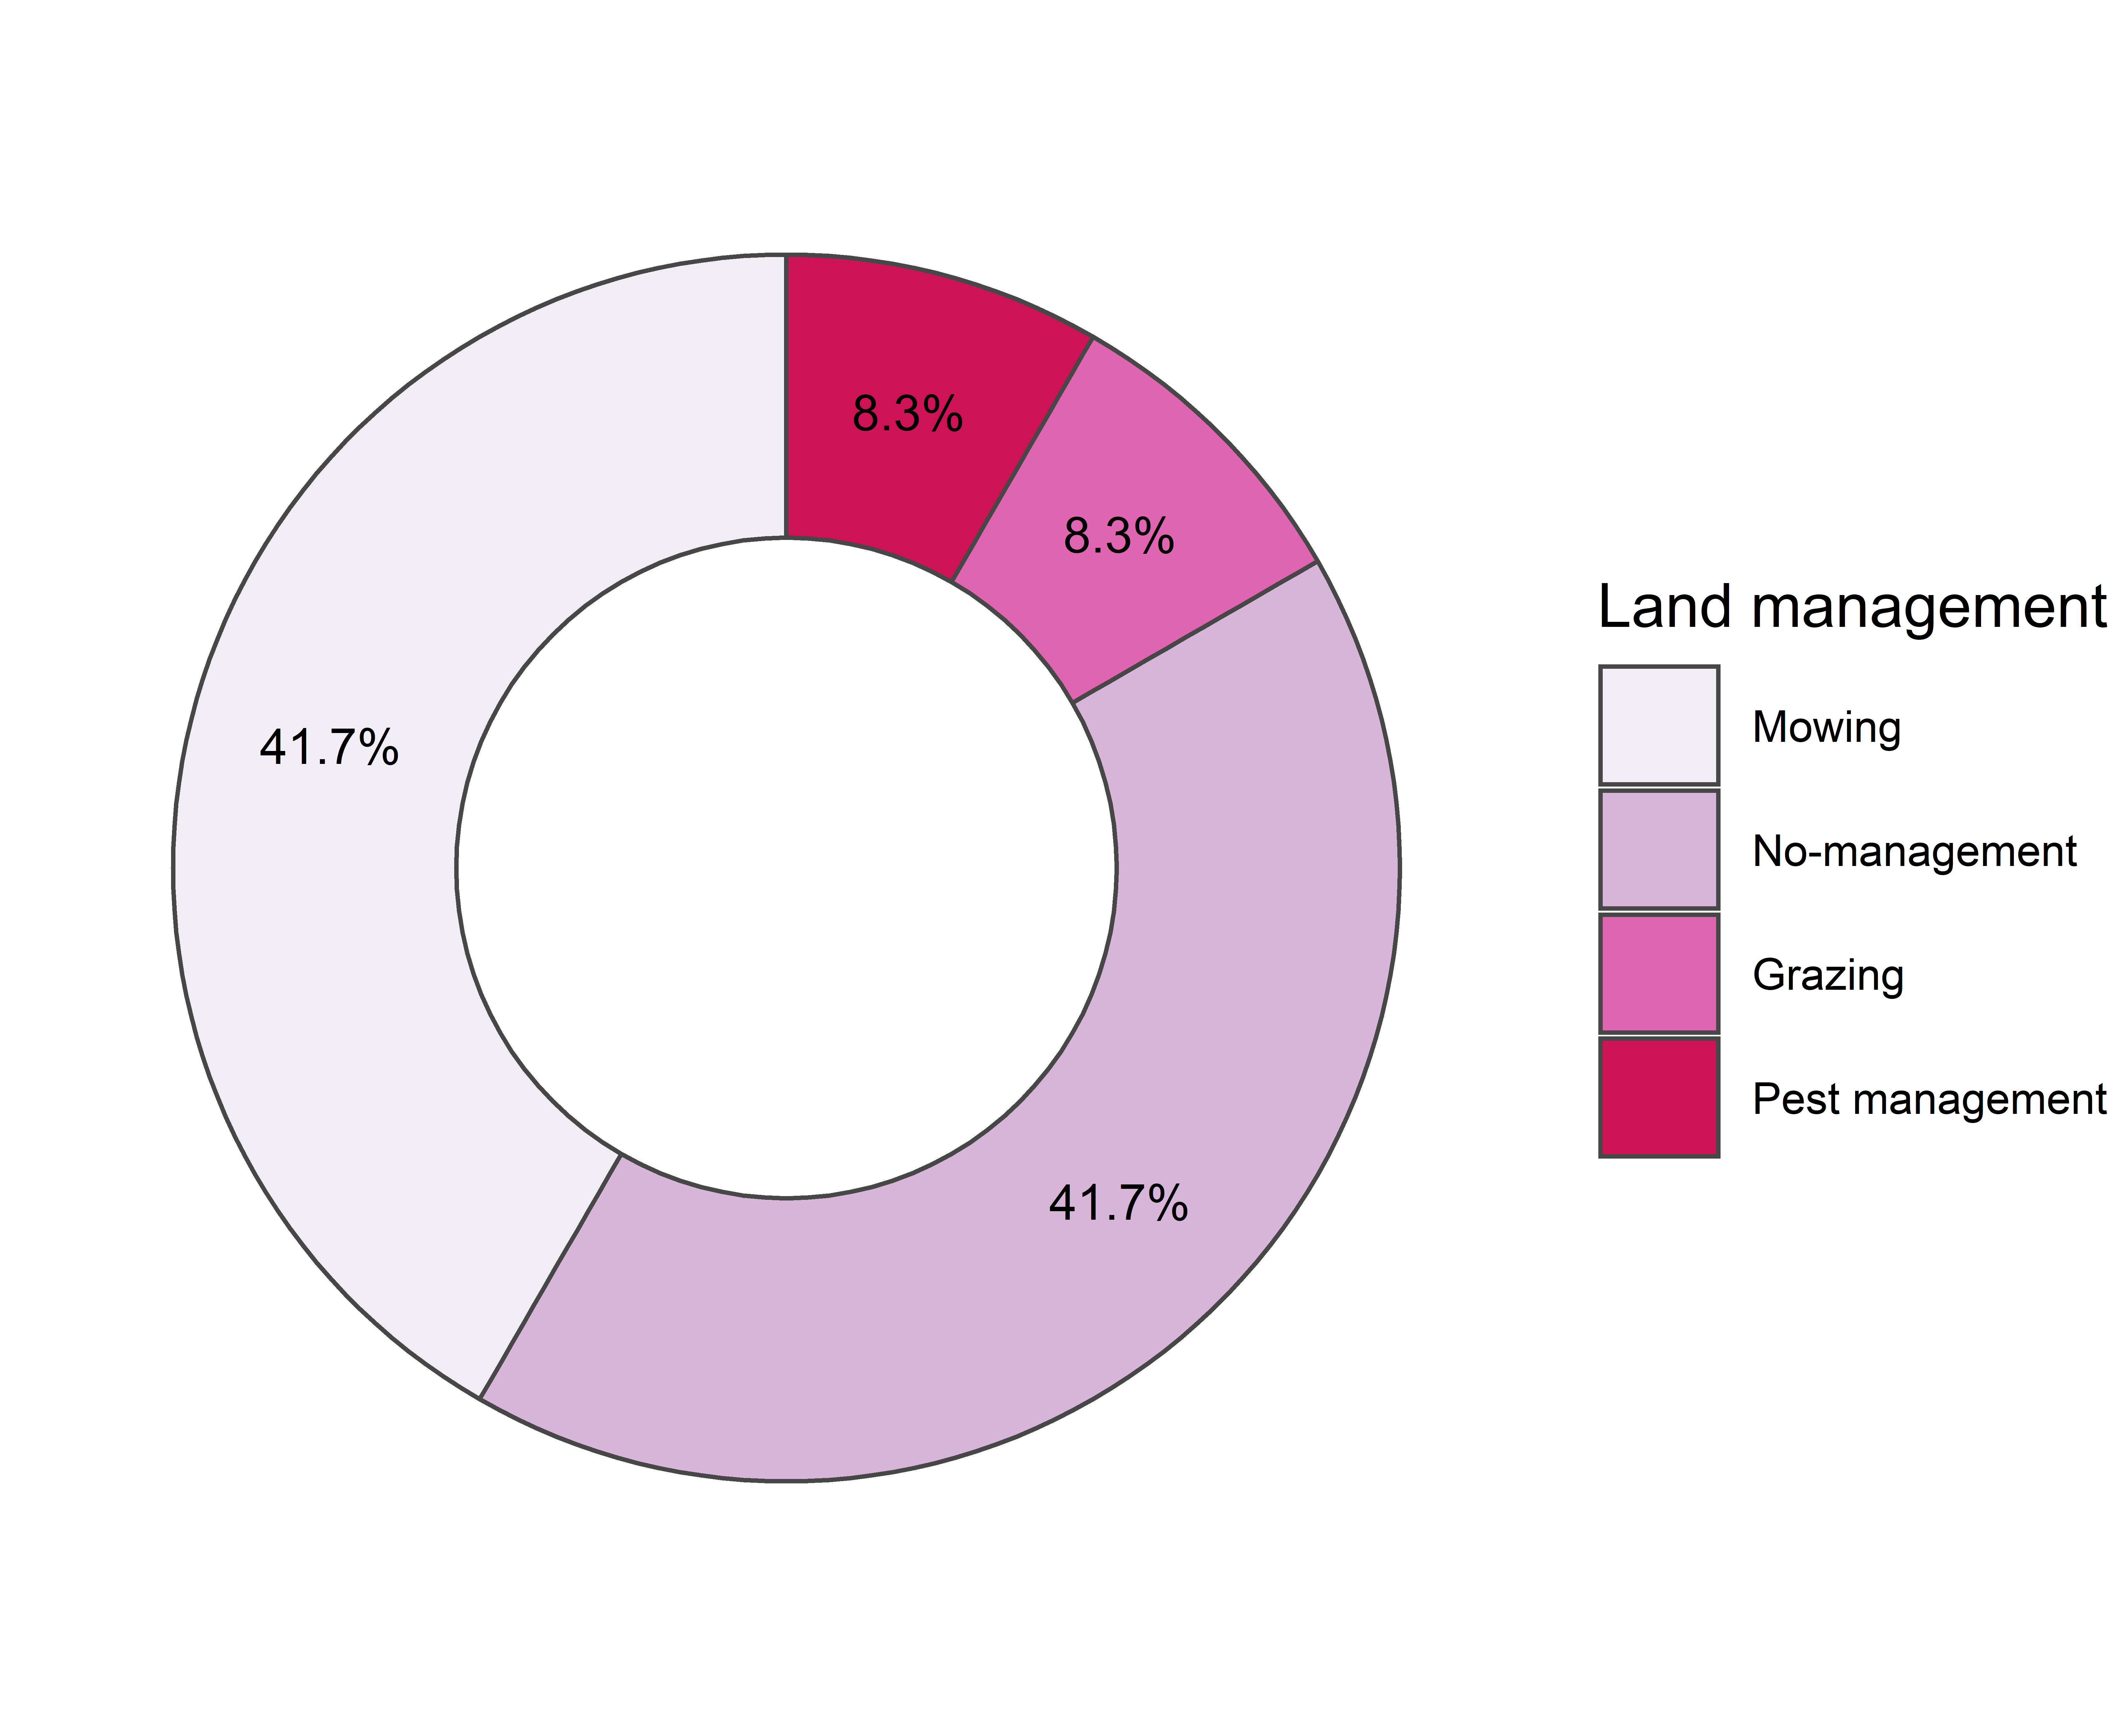 8.3%
8.3%
41.7%
41.7%
Land management
Mowing
No-management
Grazing
Pest management